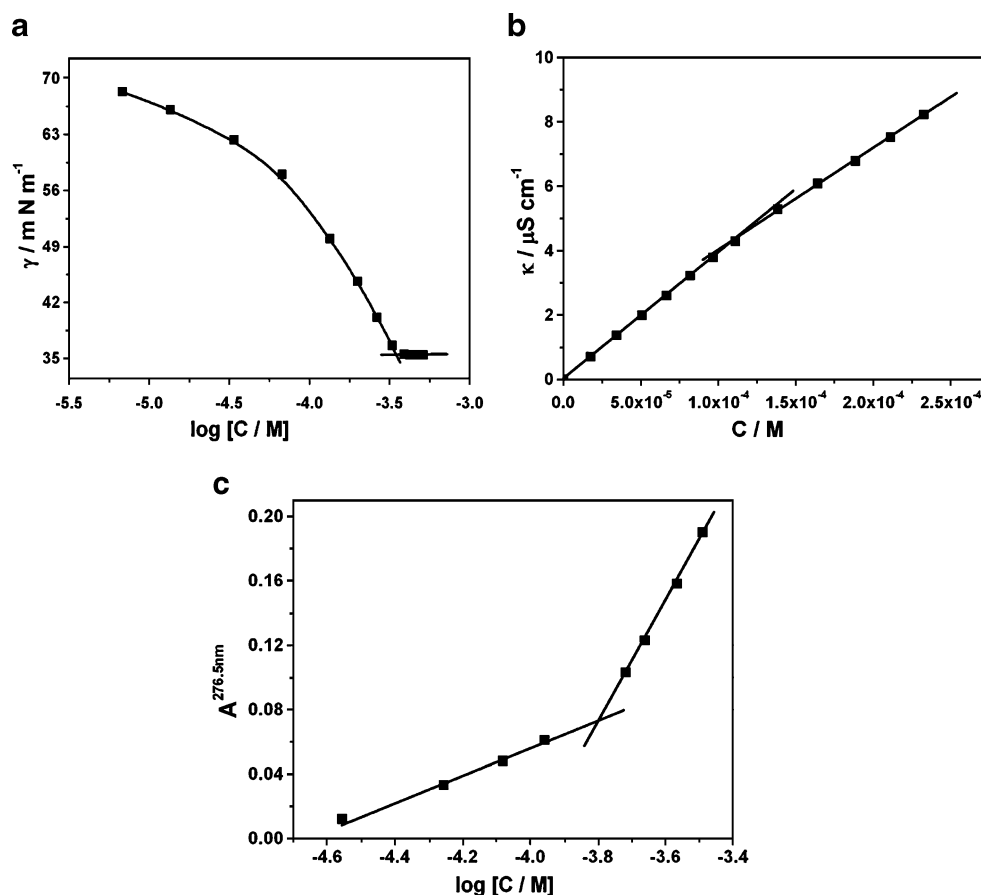 a
70
63
56
49
42
35
γ / m N m⁻¹
-5.5 -5.0 -4.5 -4.0 -3.5 -3.0
log [C / M]
b
10
8
6
4
2
0
κ / μS cm⁻¹
0.0 5.0x10⁻⁵ 1.0x10⁻⁴ 1.5x10⁻⁴ 2.0x10⁻⁴ 2.5x10⁻⁴
C / M
c
0.20
0.16
0.12
0.08
0.04
0.00
A²⁷⁶·⁵ⁿᵐ
-4.6 -4.4 -4.2 -4.0 -3.8 -3.6 -3.4
log [C / M]